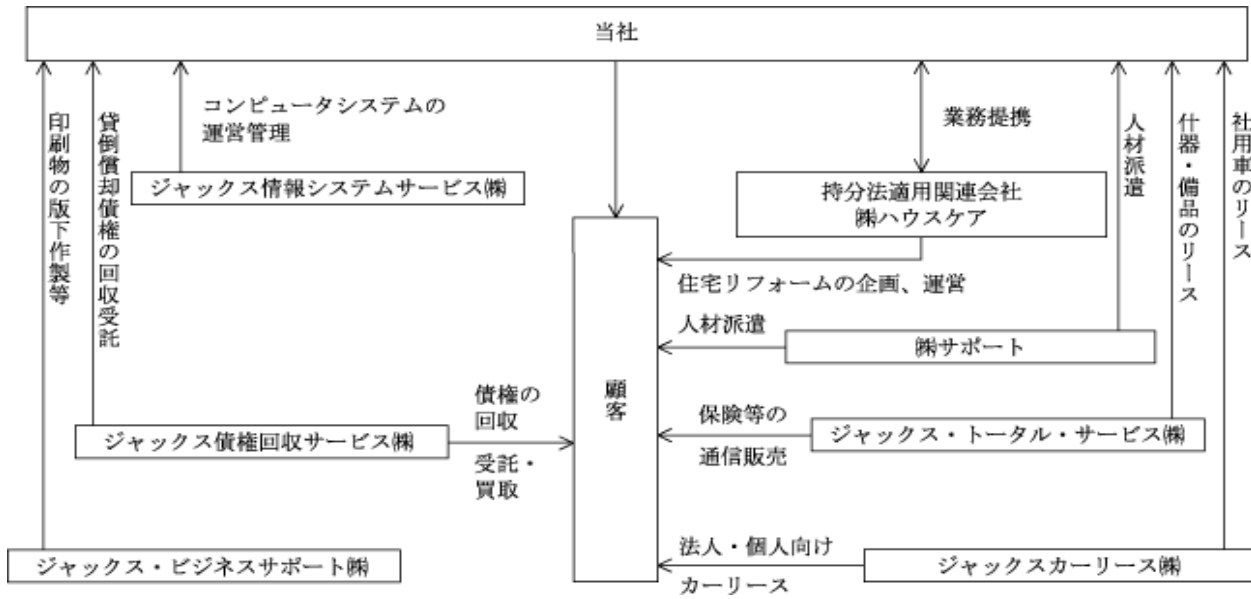 当社
コンピュータシステムの
運営管理
ジャックス情報システムサービス㈱
印刷物の版下作製等
貸倒償却債権の回収受託
業務提携
人材派遣
什器・備品のリース
社用車のリース
持分法適用関連会社
㈱ハウスケア
住宅リフォームの企画、運営
人材派遣
㈱サポート
顧客
債権の
回収
受託・
買取
ジャックス債権回収サービス㈱
保険等の
通信販売
ジャックス・トータル・サービス㈱
ジャックス・ビジネスサポート㈱
法人・個人向け
カーリース
ジャックスカーリース㈱